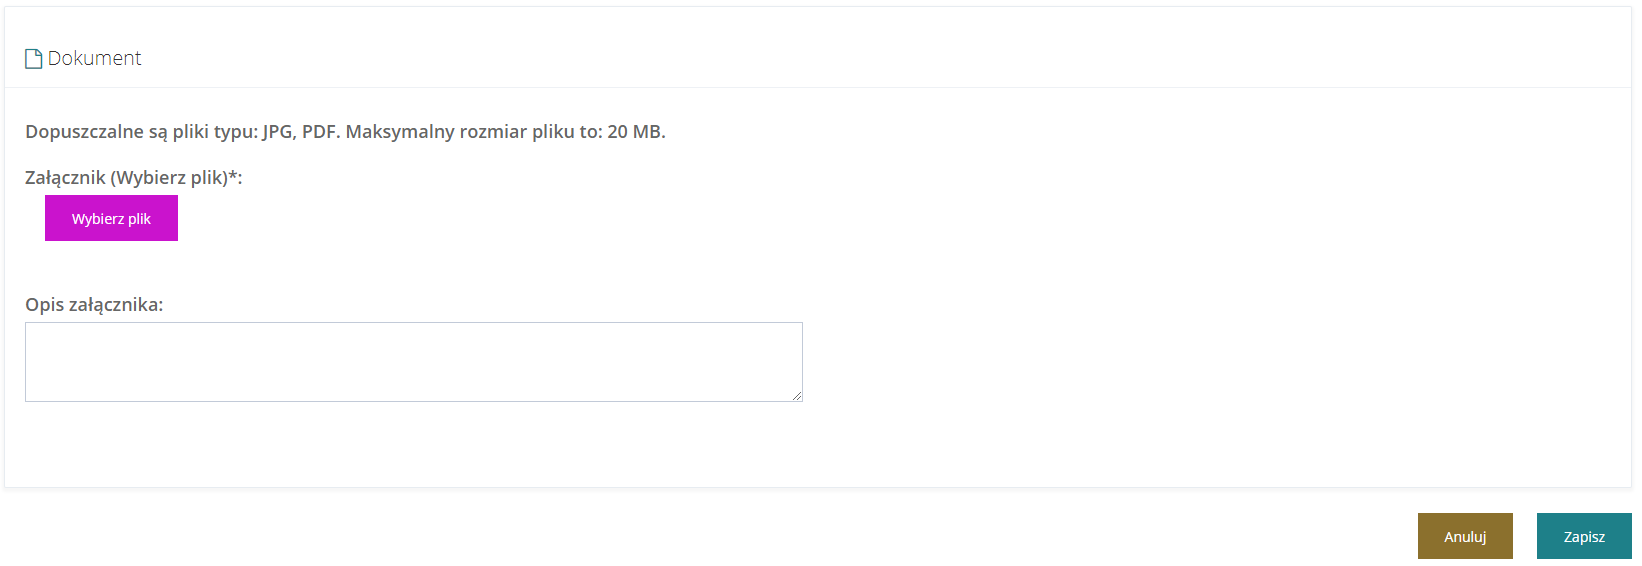 Dokument
Dopuszczalne są pliki typu: JPG, PDF. Maksymalny rozmiar pliku to: 20 MB.
Załącznik (Wybierz plik)*:
Wybierz plik
Opis załącznika:
Anuluj
Zapisz